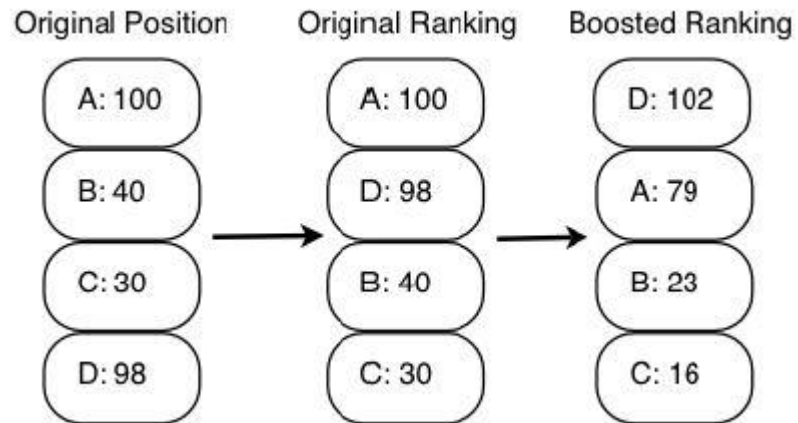 Original Position Original Ranking Boosted Ranking
A: 100 A: 100 D: 102
B: 40 D: 98 A: 79
C: 30 B: 40 B: 23
D: 98 C: 30 C: 16